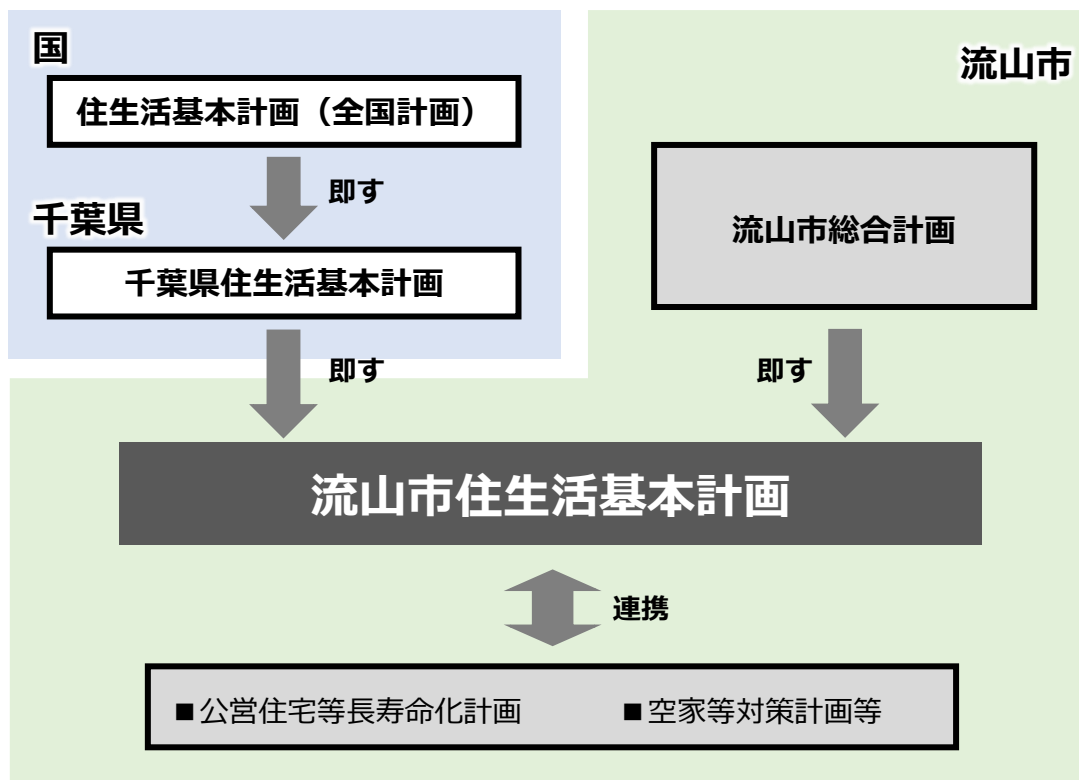 国
住生活基本計画（全国計画）
即す
千葉県
千葉県住生活基本計画
即す
流山市
流山市総合計画
即す
流山市住生活基本計画
連携
■公営住宅等長寿命化計画 ■空家等対策計画等